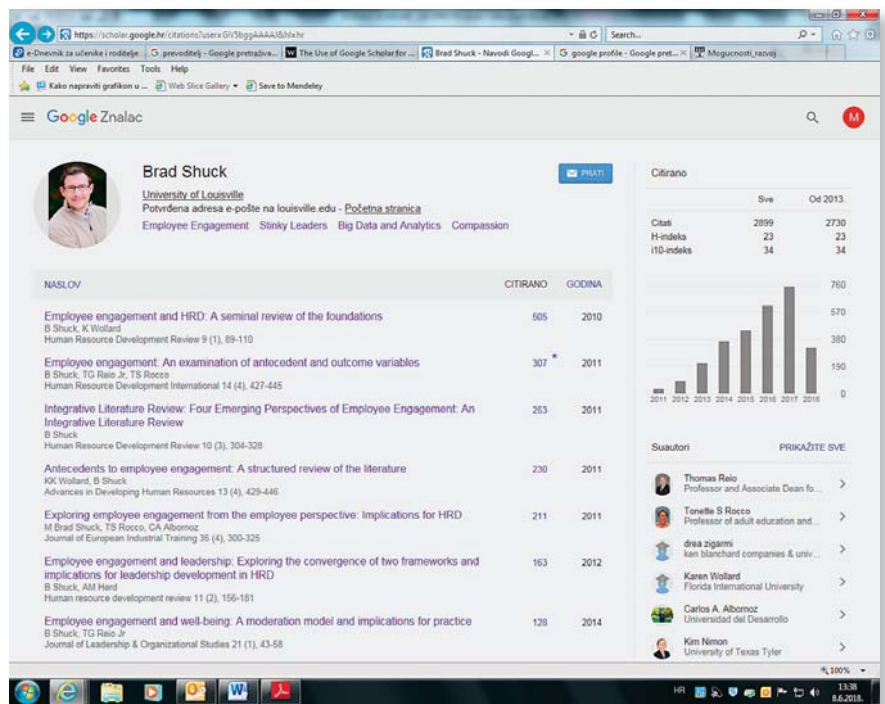 https://scholar.google.hr/citations?user=GiV5bggAAAAJ&hl=hr
Search...
e-Dnevnik za učenike i roditelje
prevoditelj - Google pretraživa...
The Use of Google Scholar for ...
Brad Shuck - Navodi Googl...
google profile - Google pret...
Mogucnosti_razvoj
File Edit View Favorites Tools Help
Kako napraviti grafikon u ...
Web Slice Gallery
Save to Mendeley
Google Znalac
M
Brad Shuck
PRATI
University of Louisville
Potvrđena adresa e-pošte na louisville.edu - Početna stranica
Employee Engagement Stinky Leaders Big Data and Analytics Compassion
NASLOV CITIRANO GODINA
Employee engagement and HRD: A seminal review of the foundations 505 2010
B Shuck, K Wollard
Human Resource Development Review 9 (1), 89-110
Employee engagement: An examination of antecedent and outcome variables 307 * 2011
B Shuck, TG Reio Jr, TS Rocco
Human Resource Development International 14 (4), 427-445
Integrative Literature Review: Four Emerging Perspectives of Employee Engagement: An 253 2011
Integrative Literature Review
B Shuck
Human Resource Development Review 10 (3), 304-328
Antecedents to employee engagement: A structured review of the literature 230 2011
KK Wollard, B Shuck
Advances in Developing Human Resources 13 (4), 429-446
Exploring employee engagement from the employee perspective: Implications for HRD 211 2011
M Brad Shuck, TS Rocco, CA Albornoz
Journal of European Industrial Training 35 (4), 300-325
Employee engagement and leadership: Exploring the convergence of two frameworks and 163 2012
implications for leadership development in HRD
B Shuck, AM Herd
Human resource development review 11 (2), 156-181
Employee engagement and well-being: A moderation model and implications for practice 128 2014
B Shuck, TG Reio Jr
Journal of Leadership & Organizational Studies 21 (1), 43-58
Citirano
Sve Od 2013.
Citati 2899 2730
H-indeks 23 23
i10-indeks 34 34
760
570
380
190
0
2011 2012 2013 2014 2015 2016 2017 2018
Suautori PRIKAŽITE SVE
Thomas Reio
Professor and Associate Dean fo...
Tonette S Rocco
Professor of adult education and...
drea zigarmi
ken blanchard companies & univ...
Karen Wollard
Florida International University
Carlos A. Albornoz
Universidad del Desarrollo
Kim Nimon
University of Texas Tyler
100%
HR
13:38
8.6.2018.